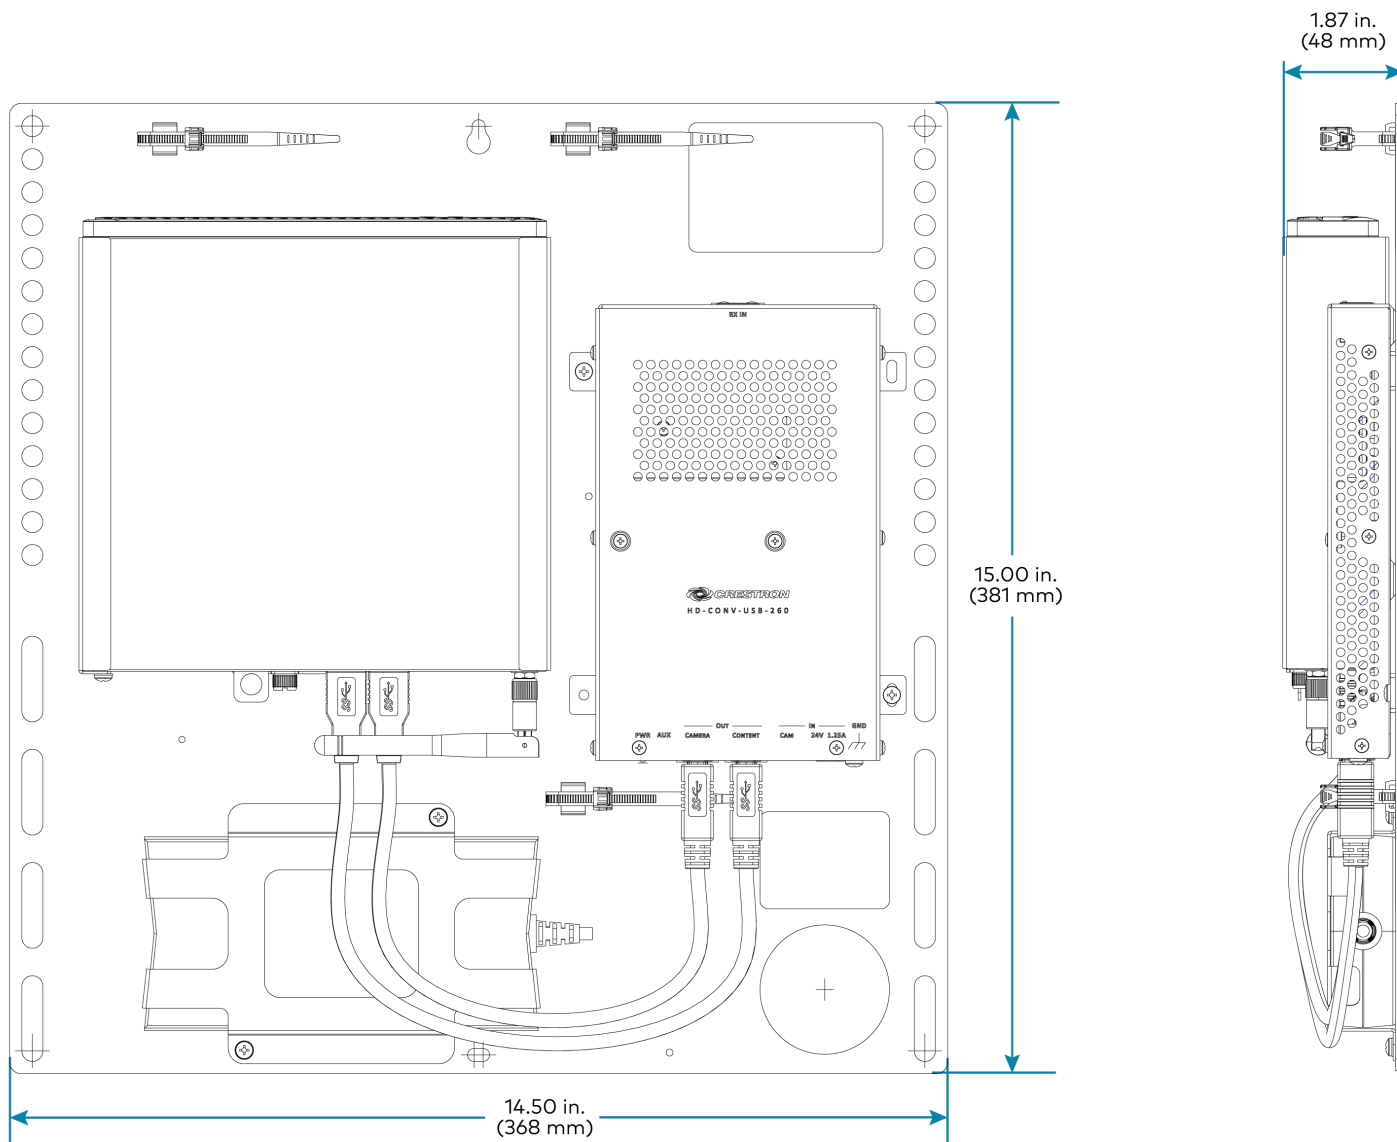 1.87 in.
(48 mm)
RX IN
15.00 in.
(381 mm)
CRESTRON
HD-CONV-USB-260
OUT IN GND
PWR AUX CAMERA CONTENT CAM 24V 1.25A
14.50 in.
(368 mm)